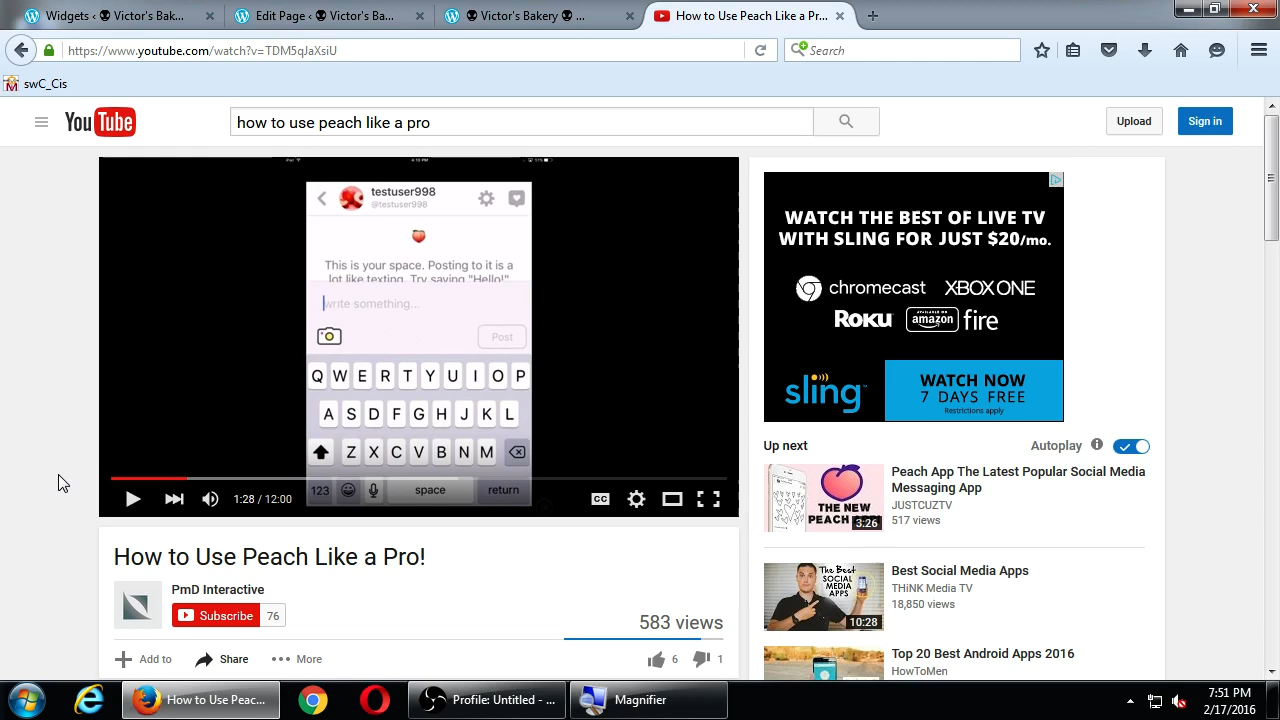 Widgets ‹ Victor's Bak...
Edit Page ‹ Victor's Ba...
Victor's Bakery ...
How to Use Peach Like a Pr...
https://www.youtube.com/watch?v=TDM5qJaXsiU
Search
swC_Cis
YouTube
how to use peach like a pro
Upload
Sign in
testuser998
@testuser998
This is your space. Posting to it is a
lot like texting. Try saying "Hello!"
write something...
Post
Q W E R T Y U I O P
A S D F G H J K L
Z X C V B N M
123 space return
1:28 / 12:00
CC
WATCH THE BEST OF LIVE TV
WITH SLING FOR JUST $20/mo.
chromecast XBOX ONE
ROKU AVAILABLE ON amazon fire
sling
WATCH NOW
7 DAYS FREE
Restrictions apply
Up next
Autoplay
THE NEW
PEACH AP
3:26
Peach App The Latest Popular Social Media
Messaging App
JUSTCUZTV
517 views
The Best
SOCIAL
MEDIA
APPS
10:28
Best Social Media Apps
THiNK Media TV
18,850 views
Top 20 Best Android Apps 2016
HowToMen
How to Use Peach Like a Pro!
PmD Interactive
Subscribe 76
583 views
Add to
Share
More
6
1
How to Use Peac...
Profile: Untitled - ...
Magnifier
7:51 PM
2/17/2016